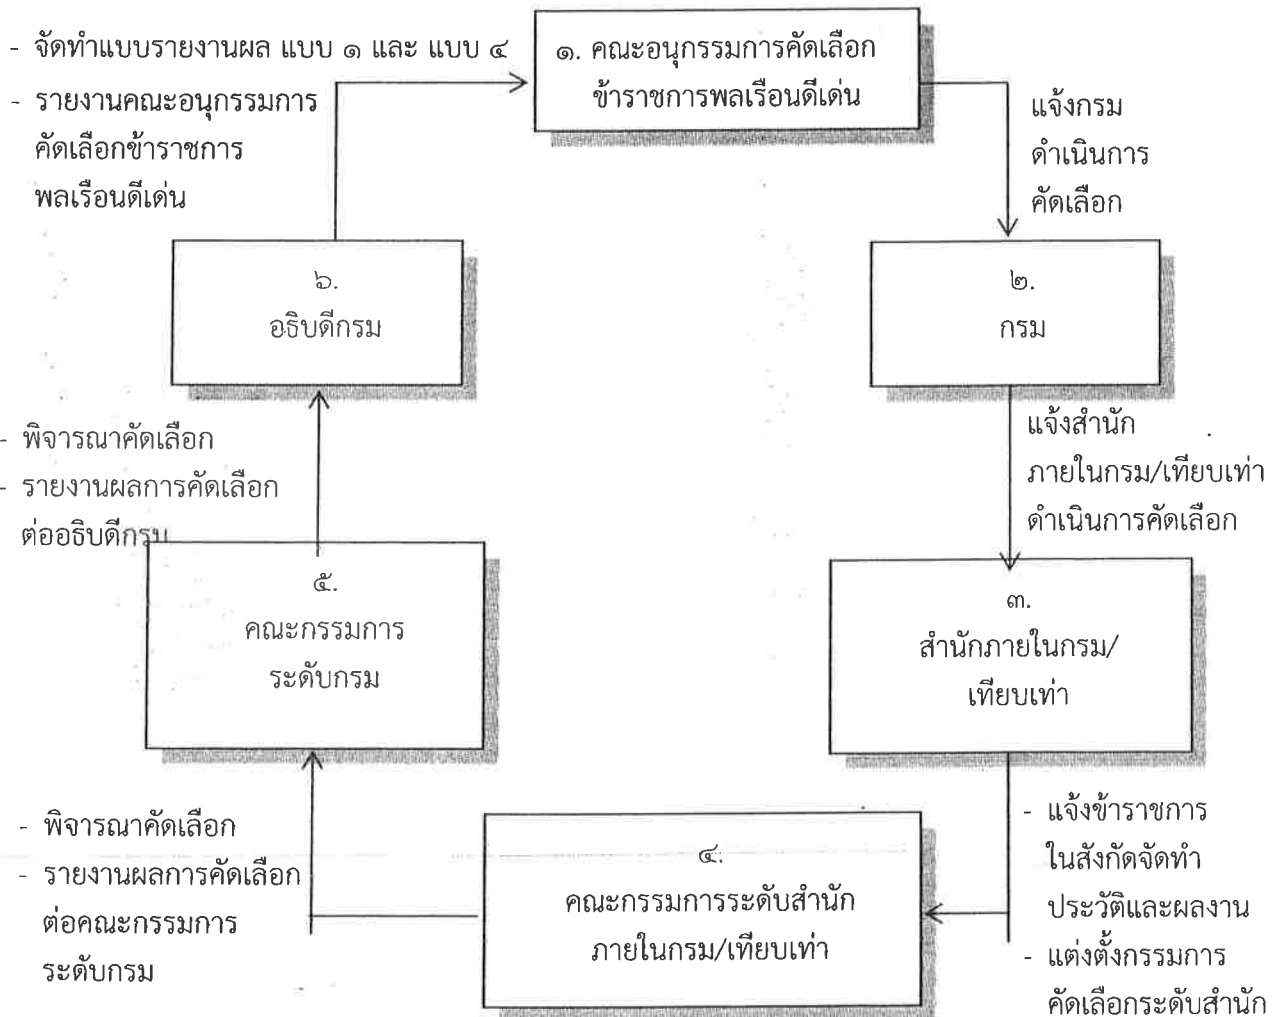 - จัดทำแบบรายงานผล แบบ ๑ และ แบบ ๔
- รายงานคณะอนุกรรมการ
คัดเลือกข้าราชการ
พลเรือนดีเด่น
๑. คณะอนุกรรมการคัดเลือก
ข้าราชการพลเรือนดีเด่น
แจ้งกรม
ดำเนินการ
คัดเลือก
๒.
กรม
แจ้งสำนัก
ภายในกรม/เทียบเท่า
ดำเนินการคัดเลือก
๓.
สำนักภายในกรม/
เทียบเท่า
- แจ้งข้าราชการ
ในสังกัดจัดทำ
ประวัติและผลงาน
- แต่งตั้งกรรมการ
คัดเลือกระดับสำนัก
๔.
คณะกรรมการระดับสำนัก
ภายในกรม/เทียบเท่า
- พิจารณาคัดเลือก
- รายงานผลการคัดเลือก
ต่อคณะกรรมการ
ระดับกรม
๕.
คณะกรรมการ
ระดับกรม
- พิจารณาคัดเลือก
- รายงานผลการคัดเลือก
ต่ออธิบดีกรม
๖.
อธิบดีกรม